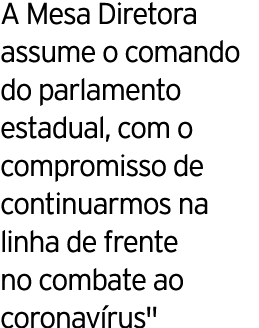 A Mesa Diretora
assume o comando
do parlamento
estadual, com o
compromisso de
continuarmos na
linha de frente
no combate ao
coronavírus"